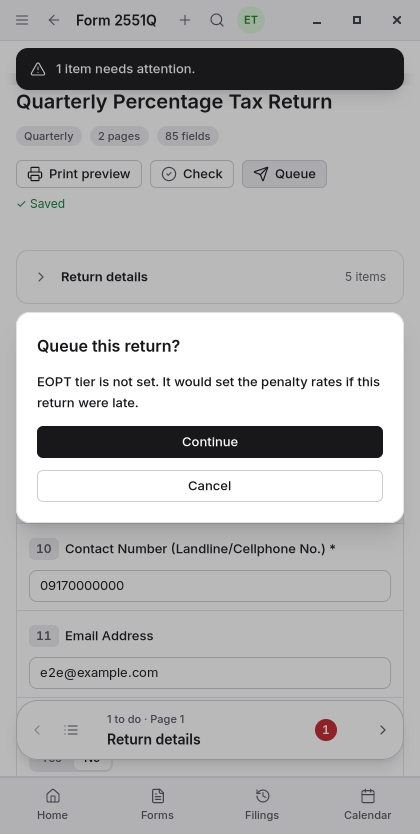 Form 2551Q
ET
1 item needs attention.
Quarterly Percentage Tax Return
Quarterly
2 pages
85 fields
Print preview
Check
Queue
✓ Saved
Return details
5 items
Queue this return?
EOPT tier is not set. It would set the penalty rates if this
return were late.
Continue
Cancel
10 Contact Number (Landline/Cellphone No.) *
09170000000
11 Email Address
e2e@example.com
1 to do · Page 1
Return details
1
Yes No
Home
Forms
Filings
Calendar